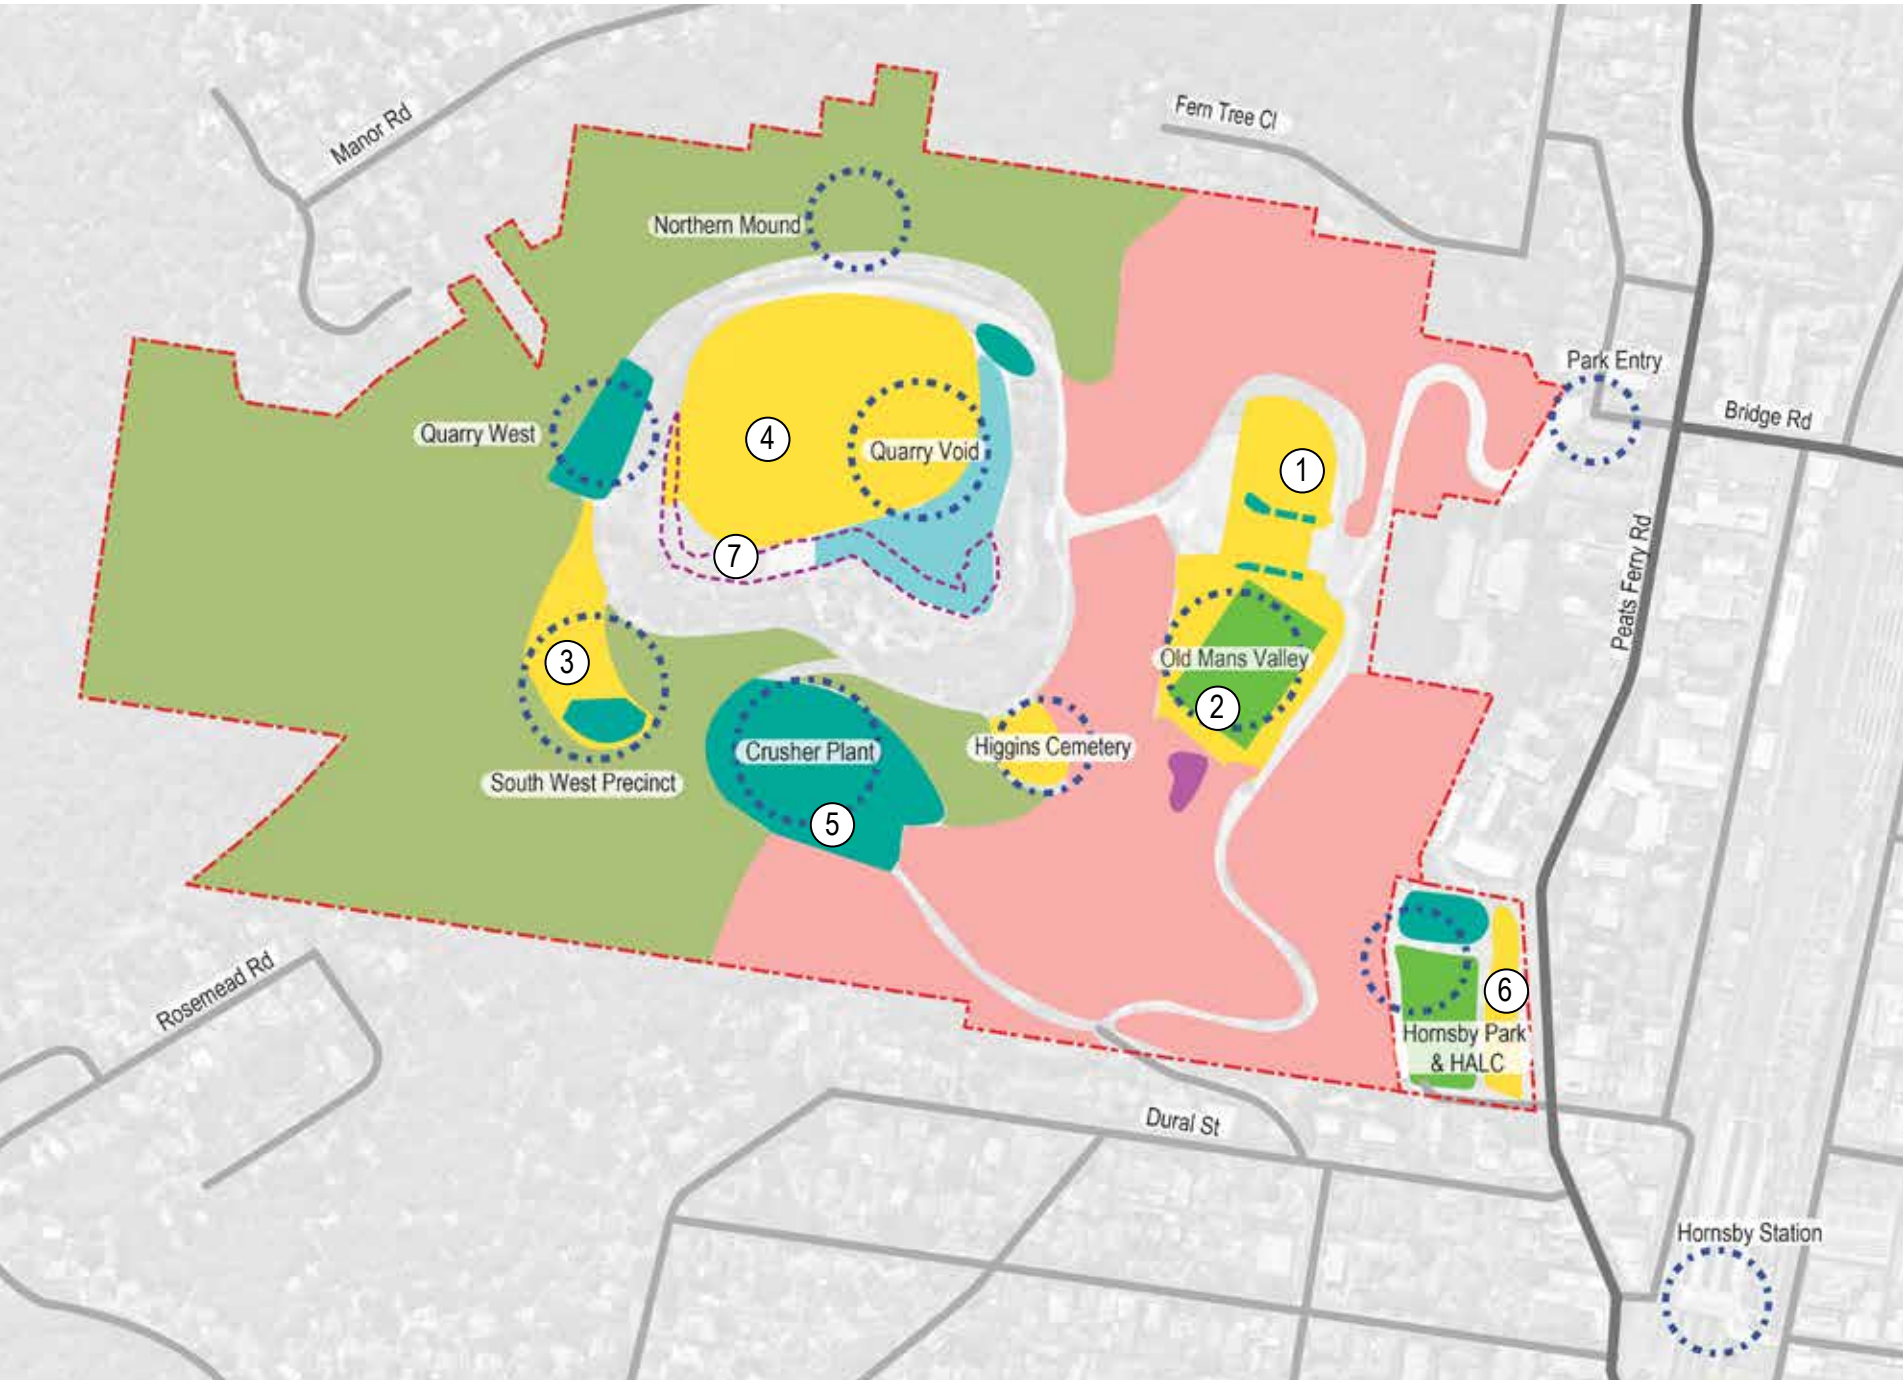 Manor Rd
Fern Tree Cl
Northern Mound
Park Entry
Bridge Rd
Quarry West
4
Quarry Void
1
7
Peats Ferry Rd
3
Old Mans Valley
2
Crusher Plant
Higgins Cemetery
South West Precinct
5
Rosemead Rd
6
Hornsby Park
& HALC
Dural St
Hornsby Station